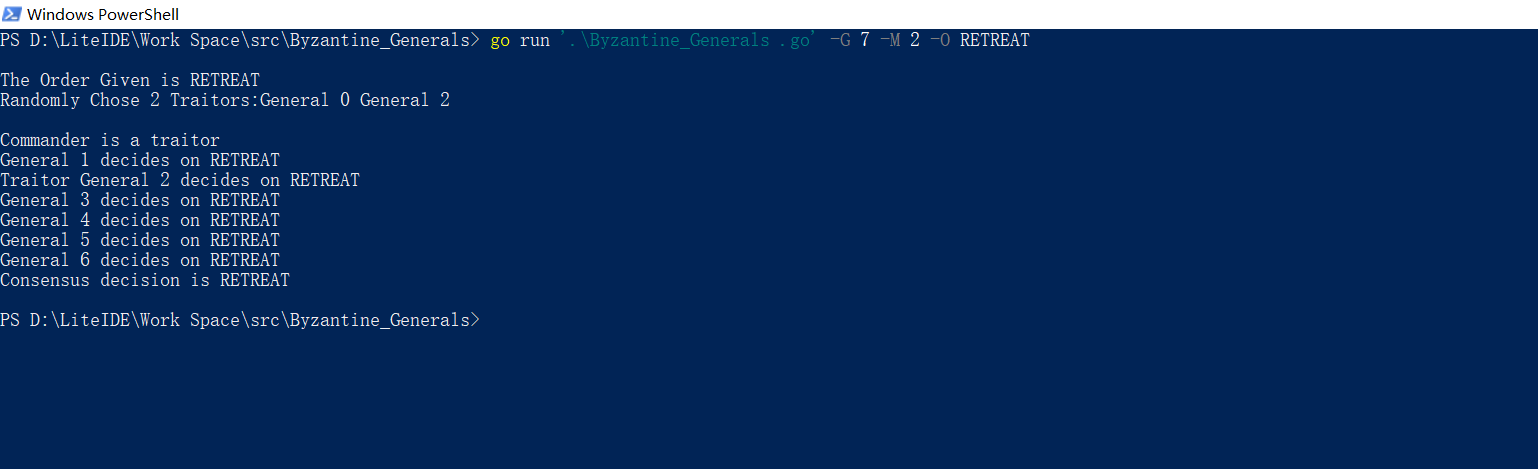 Windows PowerShell
PS D:\LiteIDE\Work Space\src\Byzantine_Generals> go run '.\Byzantine_Generals .go' -G 7 -M 2 -O RETREAT
The Order Given is RETREAT
Randomly Chose 2 Traitors:General 0 General 2
Commander is a traitor
General 1 decides on RETREAT
Traitor General 2 decides on RETREAT
General 3 decides on RETREAT
General 4 decides on RETREAT
General 5 decides on RETREAT
General 6 decides on RETREAT
Consensus decision is RETREAT
PS D:\LiteIDE\Work Space\src\Byzantine_Generals>